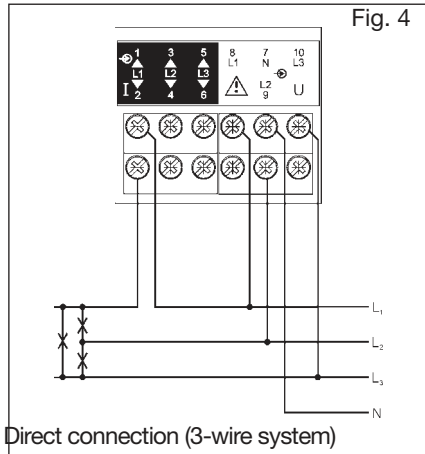 Fig. 4
1 3 5 8 7 10
L1 N L3
L1 L2 L3
I L2 U
2 4 6 9
L₁
L₂
L₃
N
Direct connection (3-wire system)